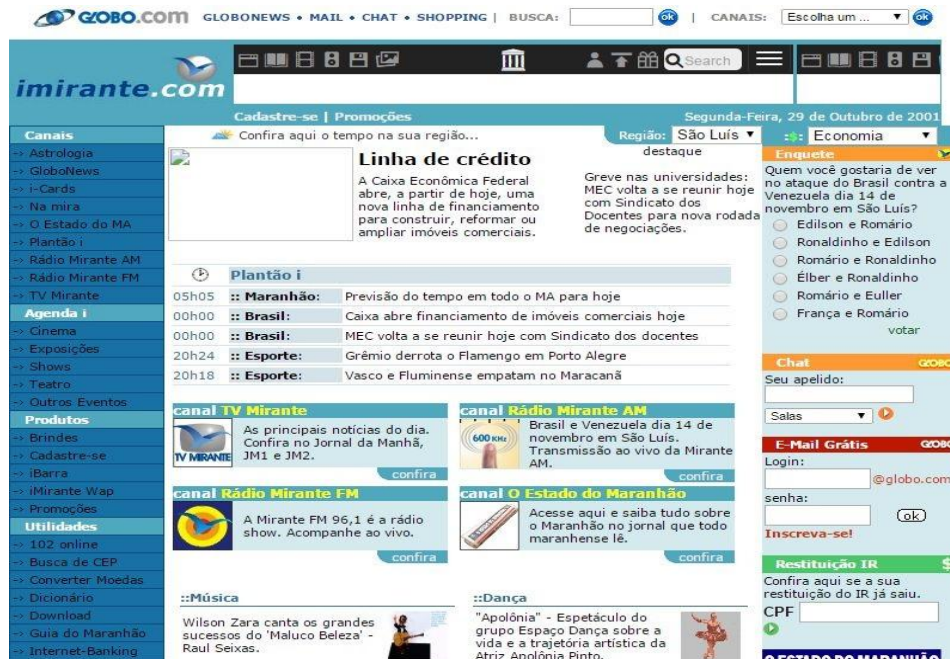 GLOBO.COM GLOBONEWS • MAIL • CHAT • SHOPPING | BUSCA: ok | CANAIS: Escolha um ... ok
imirante.com
Search
Cadastre-se | Promoções
Segunda-Feira, 29 de Outubro de 2001
Canais
-> Astrologia
-> GloboNews
-> i-Cards
-> Na mira
-> O Estado do MA
-> Plantão i
-> Rádio Mirante AM
-> Rádio Mirante FM
-> TV Mirante
Agenda i
-> Cinema
-> Exposições
-> Shows
-> Teatro
-> Outros Eventos
Produtos
-> Brindes
-> Cadastre-se
-> iBarra
-> iMirante Wap
-> Promoções
Utilidades
-> 102 online
-> Busca de CEP
-> Converter Moedas
-> Dicionário
-> Download
-> Guia do Maranhão
-> Internet-Banking
Confira aqui o tempo na sua região...
Região: São Luís
:$: Economia
Linha de crédito
A Caixa Econômica Federal
abre, a partir de hoje, uma
nova linha de financiamento
para construir, reformar ou
ampliar imóveis comerciais.
destaque
Greve nas universidades:
MEC volta a se reunir hoje
com Sindicato dos
Docentes para nova rodada
de negociações.
Plantão i
05h05 :: Maranhão: Previsão do tempo em todo o MA para hoje
00h00 :: Brasil: Caixa abre financiamento de imóveis comerciais hoje
00h00 :: Brasil: MEC volta a se reunir hoje com Sindicato dos docentes
20h24 :: Esporte: Grêmio derrota o Flamengo em Porto Alegre
20h18 :: Esporte: Vasco e Fluminense empatam no Maracanã
canal TV Mirante
TV MIRANTE
As principais notícias do dia.
Confira no Jornal da Manhã,
JM1 e JM2.
confira
canal Rádio Mirante AM
600 KHz
Brasil e Venezuela dia 14 de
novembro em São Luís.
Transmissão ao vivo da Mirante
AM.
confira
canal Rádio Mirante FM
A Mirante FM 96,1 é a rádio
show. Acompanhe ao vivo.
confira
canal O Estado do Maranhão
Acesse aqui e saiba tudo sobre
o Maranhão no jornal que todo
maranhense lê.
confira
::Música
Wilson Zara canta os grandes
sucessos do 'Maluco Beleza' -
Raul Seixas.
::Dança
"Apolônia" - Espetáculo do
grupo Espaço Dança sobre a
vida e a trajetória artística da
Atriz Apolônia Pinto.
Enquete
Quem você gostaria de ver
no ataque do Brasil contra a
Venezuela dia 14 de
novembro em São Luís?
Edilson e Romário
Ronaldinho e Edilson
Romário e Ronaldinho
Élber e Ronaldinho
Romário e Euller
França e Romário
votar
Chat
Seu apelido:
Salas
E-Mail Grátis
Login:
@globo.com
senha:
ok
Inscreva-se!
Restituição IR $
Confira aqui se a sua
restituição do IR já saiu.
CPF
O ESTADO DO MARANHÃO